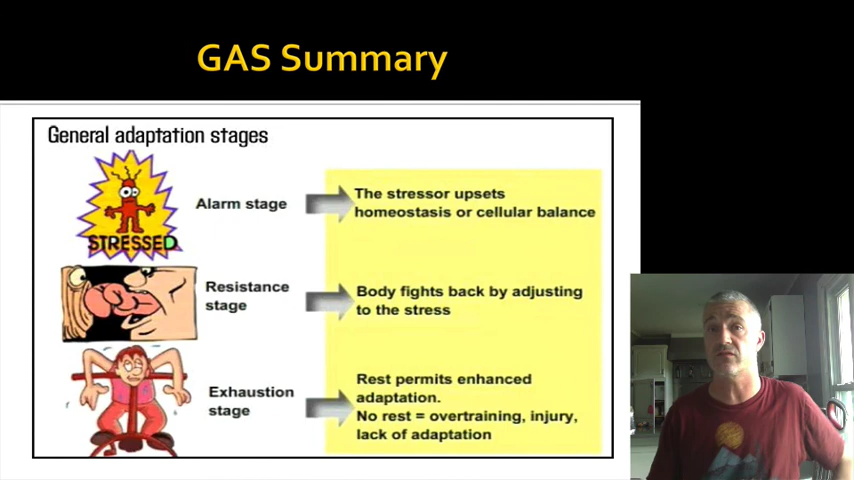 GAS Summary
General adaptation stages
STRESSED
Alarm stage
The stressor upsets
homeostasis or cellular balance
Resistance
stage
Body fights back by adjusting
to the stress
Exhaustion
stage
Rest permits enhanced
adaptation.
No rest = overtraining, injury,
lack of adaptation